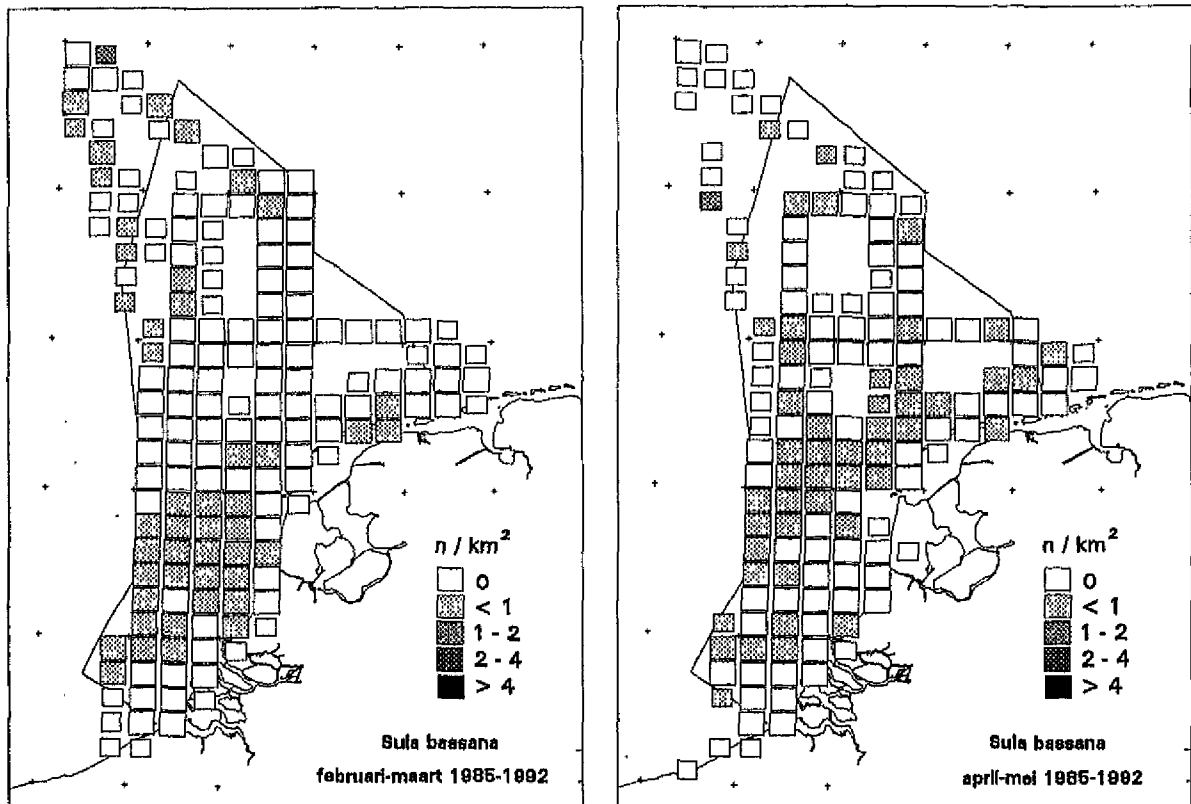 n / km²
0
< 1
1 - 2
2 - 4
> 4
Sula bassana
februari-maart 1985-1992
n / km²
0
< 1
1 - 2
2 - 4
> 4
Sula bassana
april-mei 1985-1992